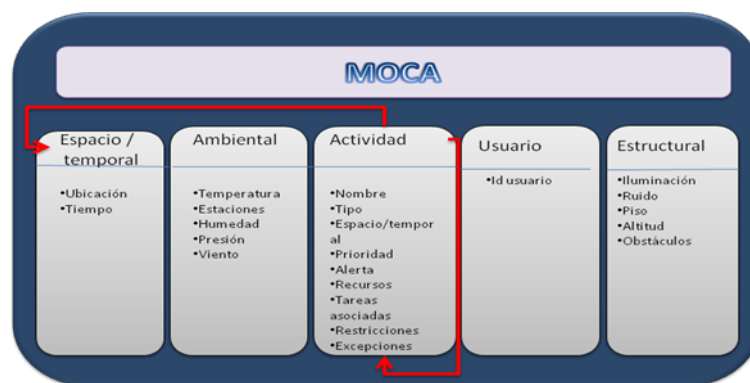 MOCA
Espacio /
temporal
•Ubicación
•Tiempo
Ambiental
•Temperatura
•Estaciones
•Humedad
•Presión
•Viento
Actividad
•Nombre
•Tipo
•Espacio/tempor
al
•Prioridad
•Alerta
•Recursos
•Tareas
asociadas
•Restricciones
•Excepciones
Usuario
•Id usuario
Estructural
•Iluminación
•Ruido
•Piso
•Altitud
•Obstáculos